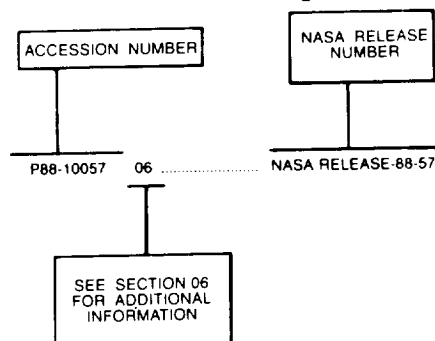 ACCESSION NUMBER
NASA RELEASE
NUMBER
P88-10057 06 .................... NASA RELEASE-88-57
SEE SECTION 06
FOR ADDITIONAL
INFORMATION